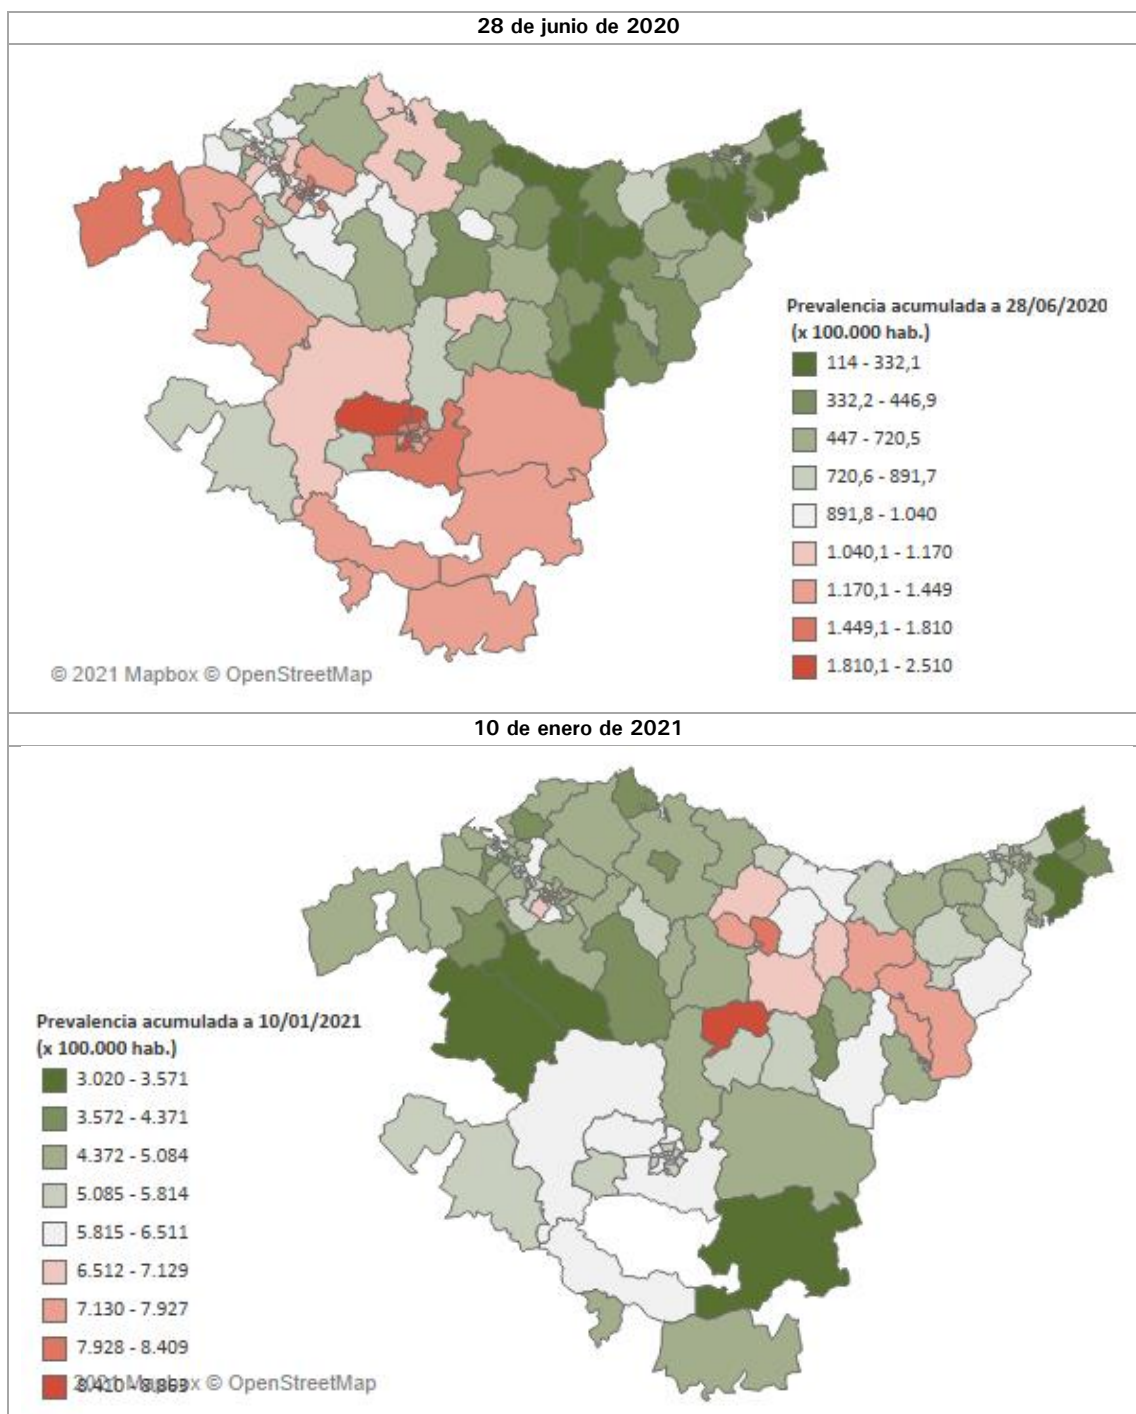 28 de junio de 2020
Prevalencia acumulada a 28/06/2020
(x 100.000 hab.)
114 - 332,1
332,2 - 446,9
447 - 720,5
720,6 - 891,7
891,8 - 1.040
1.040,1 - 1.170
1.170,1 - 1.449
1.449,1 - 1.810
1.810,1 - 2.510
© 2021 Mapbox © OpenStreetMap
10 de enero de 2021
Prevalencia acumulada a 10/01/2021
(x 100.000 hab.)
3.020 - 3.571
3.572 - 4.371
4.372 - 5.084
5.085 - 5.814
5.815 - 6.511
6.512 - 7.129
7.130 - 7.927
7.928 - 8.409
© OpenStreetMap